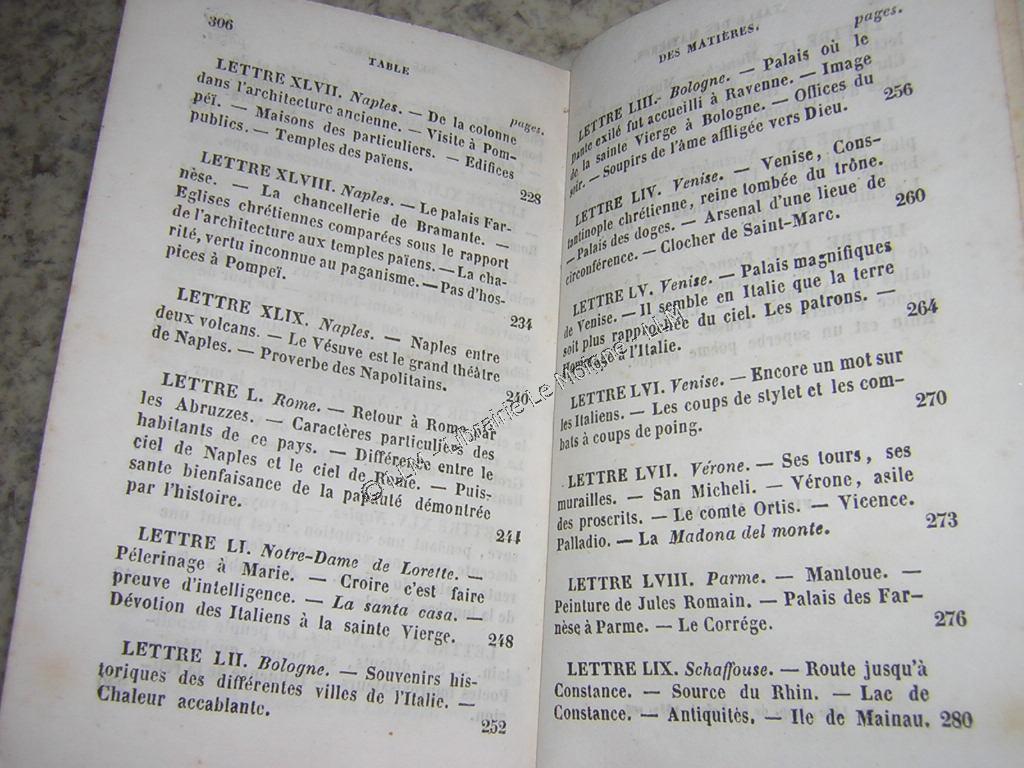 306
TABLE
pages.
LETTRE XLVII. Naples. — De la colonne
dans l'architecture ancienne. — Visite à Pom-
péï. — Maisons des particuliers. — Edifices
publics. — Temples des païens.
228
LETTRE XLVIII. Naples. — Le palais Far-
nèse. — La chancellerie de Bramante. —
Eglises chrétiennes comparées sous le rapport
de l'architecture aux temples païens. — La cha-
rité, vertu inconnue au paganisme. — Pas d'hos-
pices à Pompeï.
234
LETTRE XLIX. Naples. — Naples entre
deux volcans. — Le Vésuve est le grand théâtre
de Naples. — Proverbe des Napolitains.
240
LETTRE L. Rome. — Retour à Rome par
les Abruzzes. — Caractères particuliers des
habitants de ce pays. — Différence entre le
ciel de Naples et le ciel de Rome. — Puis-
sante bienfaisance de la papauté démontrée
par l'histoire.
244
LETTRE LI. Notre-Dame de Lorette. —
Pélerinage à Marie. — Croire c'est faire
preuve d'intelligence. — La santa casa. —
Dévotion des Italiens à la sainte Vierge. 248
LETTRE LII. Bologne. — Souvenirs his-
toriques des différentes villes de l'Italie. —
Chaleur accablante.
252
DES MATIÈRES.
pages.
LETTRE LIII. Bologne. — Palais où le
Dante exilé fut accueilli à Ravenne. — Image
de la sainte Vierge à Bologne. — Offices du
soir. — Soupirs de l'âme affligée vers Dieu.
256
LETTRE LIV. Venise. — Venise, Cons-
tantinople chrétienne, reine tombée du trône.
— Palais des doges. — Arsenal d'une lieue de
circonférence. — Clocher de Saint-Marc.
260
LETTRE LV. Venise. — Palais magnifiques
de Venise. — Il semble en Italie que la terre
soit plus rapprochée du ciel. Les patrons. —
Hommage à l'Italie.
264
LETTRE LVI. Venise. — Encore un mot sur
les Italiens. — Les coups de stylet et les com-
bats à coups de poing.
270
LETTRE LVII. Vérone. — Ses tours, ses
murailles. — San Micheli. — Vérone, asile
des proscrits. — Le comte Ortis. — Vicence.
Palladio. — La Madona del monte.
273
LETTRE LVIII. Parme. — Mantoue. —
Peinture de Jules Romain. — Palais des Far-
nèse à Parme. — Le Corrége.
276
LETTRE LIX. Schaffouse. — Route jusqu'à
Constance. — Source du Rhin. — Lac de
Constance. — Antiquités. — Ile de Mainau. 280
Librairie Le Moigne